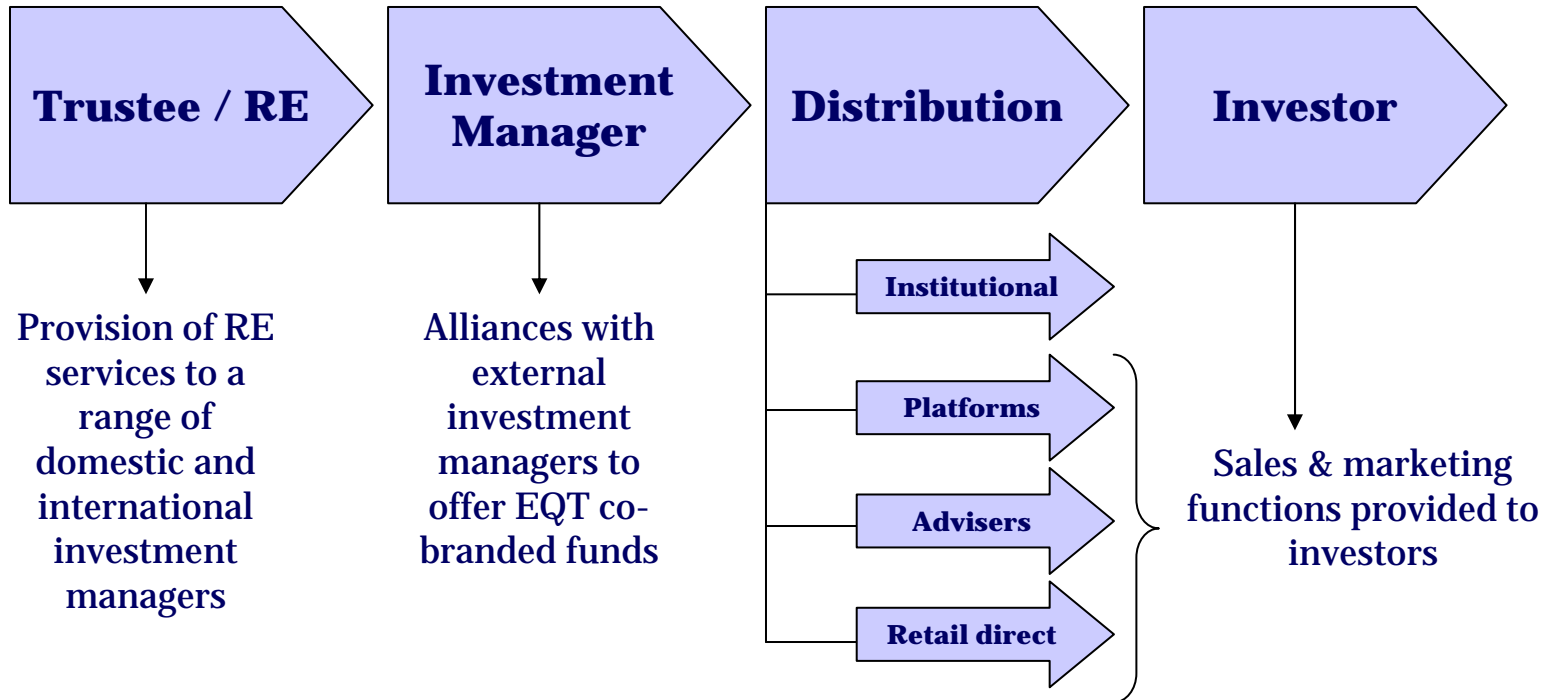 Trustee / RE
Investment
Manager
Distribution
Investor
Provision of RE
services to a
range of
domestic and
international
investment
managers
Alliances with
external
investment
managers to
offer EQT co-
branded funds
Institutional
Platforms
Advisers
Retail direct
Sales & marketing
functions provided to
investors